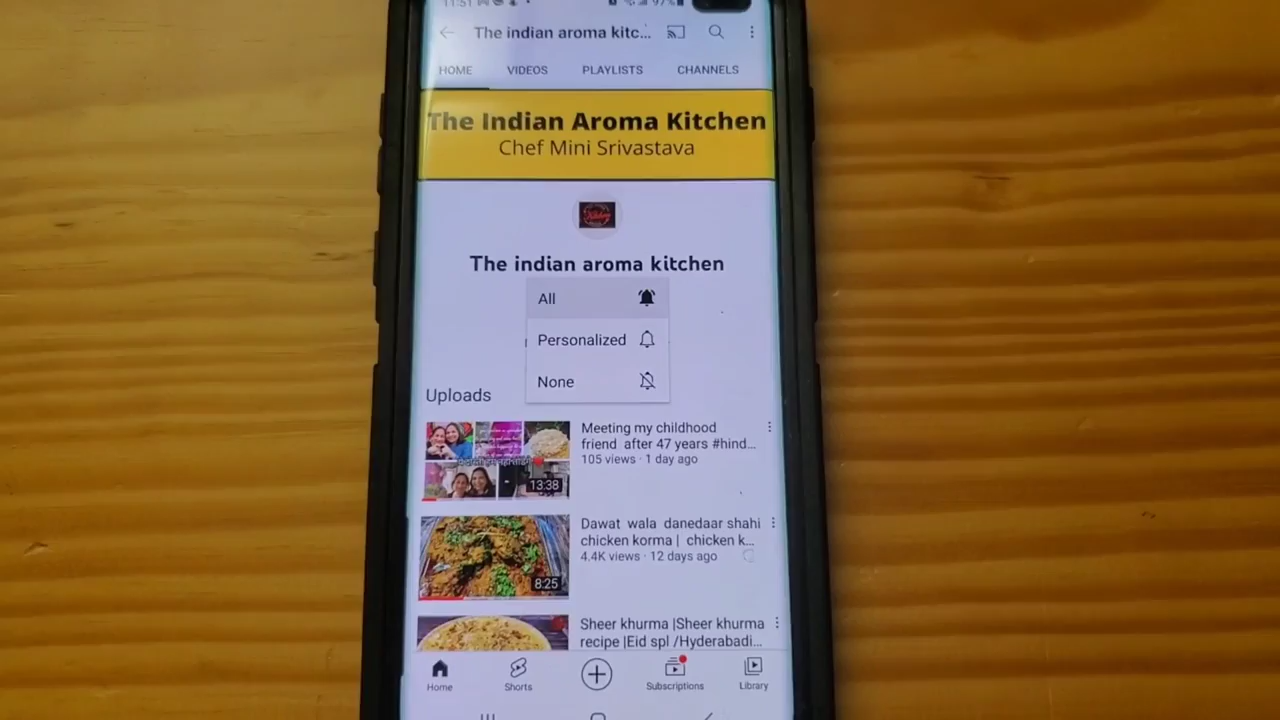 11:51 97%
The indian aroma kitc...
HOME VIDEOS PLAYLISTS CHANNELS
The Indian Aroma Kitchen
Chef Mini Srivastava
The indian aroma kitchen
All
Personalized
None
Uploads
Meeting my childhood
friend after 47 years #hind...
105 views · 1 day ago
13:38
Dawat wala danedaar shahi
chicken korma | chicken k...
4.4K views · 12 days ago
8:25
Sheer khurma |Sheer khurma
recipe |Eid spl /Hyderabadi...
Home Shorts Subscriptions Library